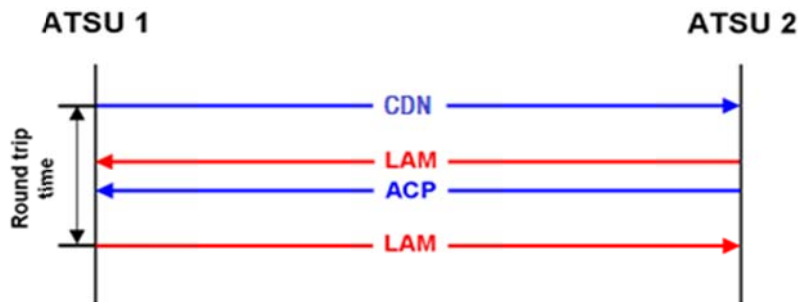 ATSU 1
ATSU 2
CDN
Round trip
time
LAM
ACP
LAM